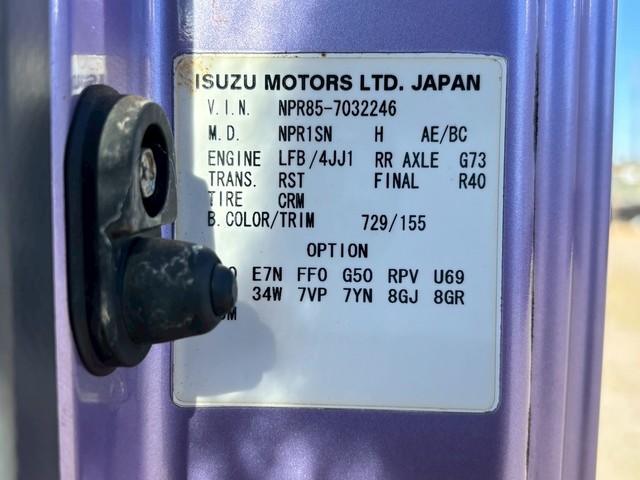 ISUZU MOTORS LTD. JAPAN
V.I.N. NPR85-7032246
M.D. NPR1SN H AE/BC
ENGINE LFB/4JJ1 RR AXLE G73
TRANS. RST FINAL R40
TIRE CRM
B.COLOR/TRIM 729/155
OPTION
E7N FF0 G50 RPV U69
34W 7VP 7YN 8GJ 8GR